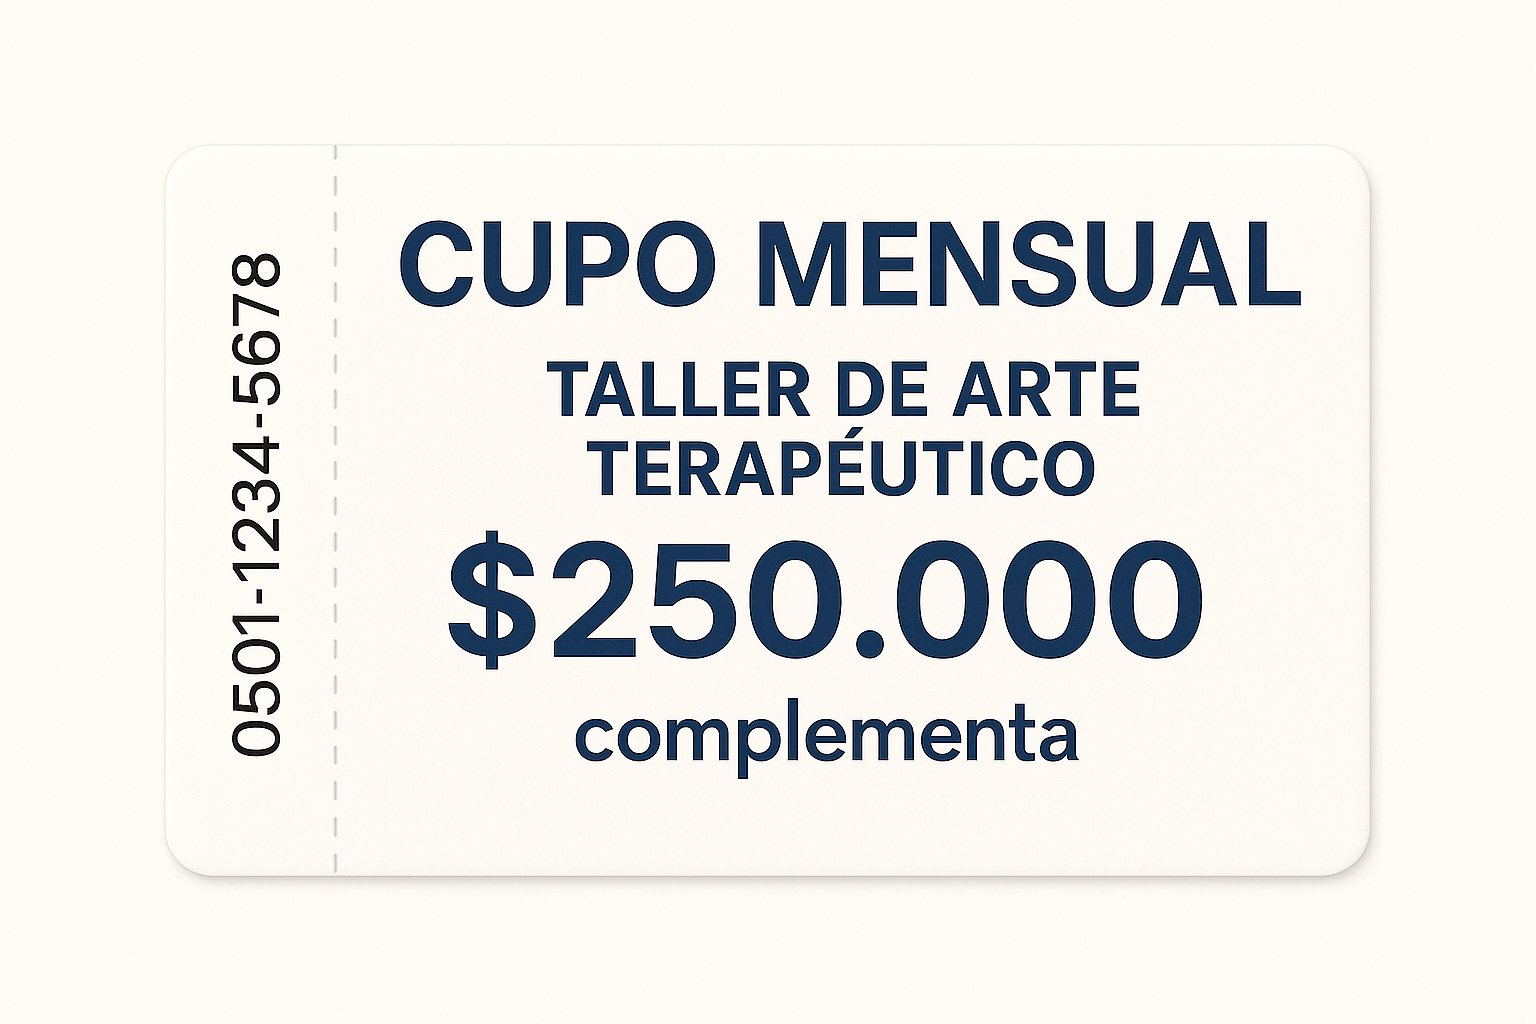 0501-1234-5678
CUPO MENSUAL
TALLER DE ARTE
TERAPÉUTICO
$250.000
complementa